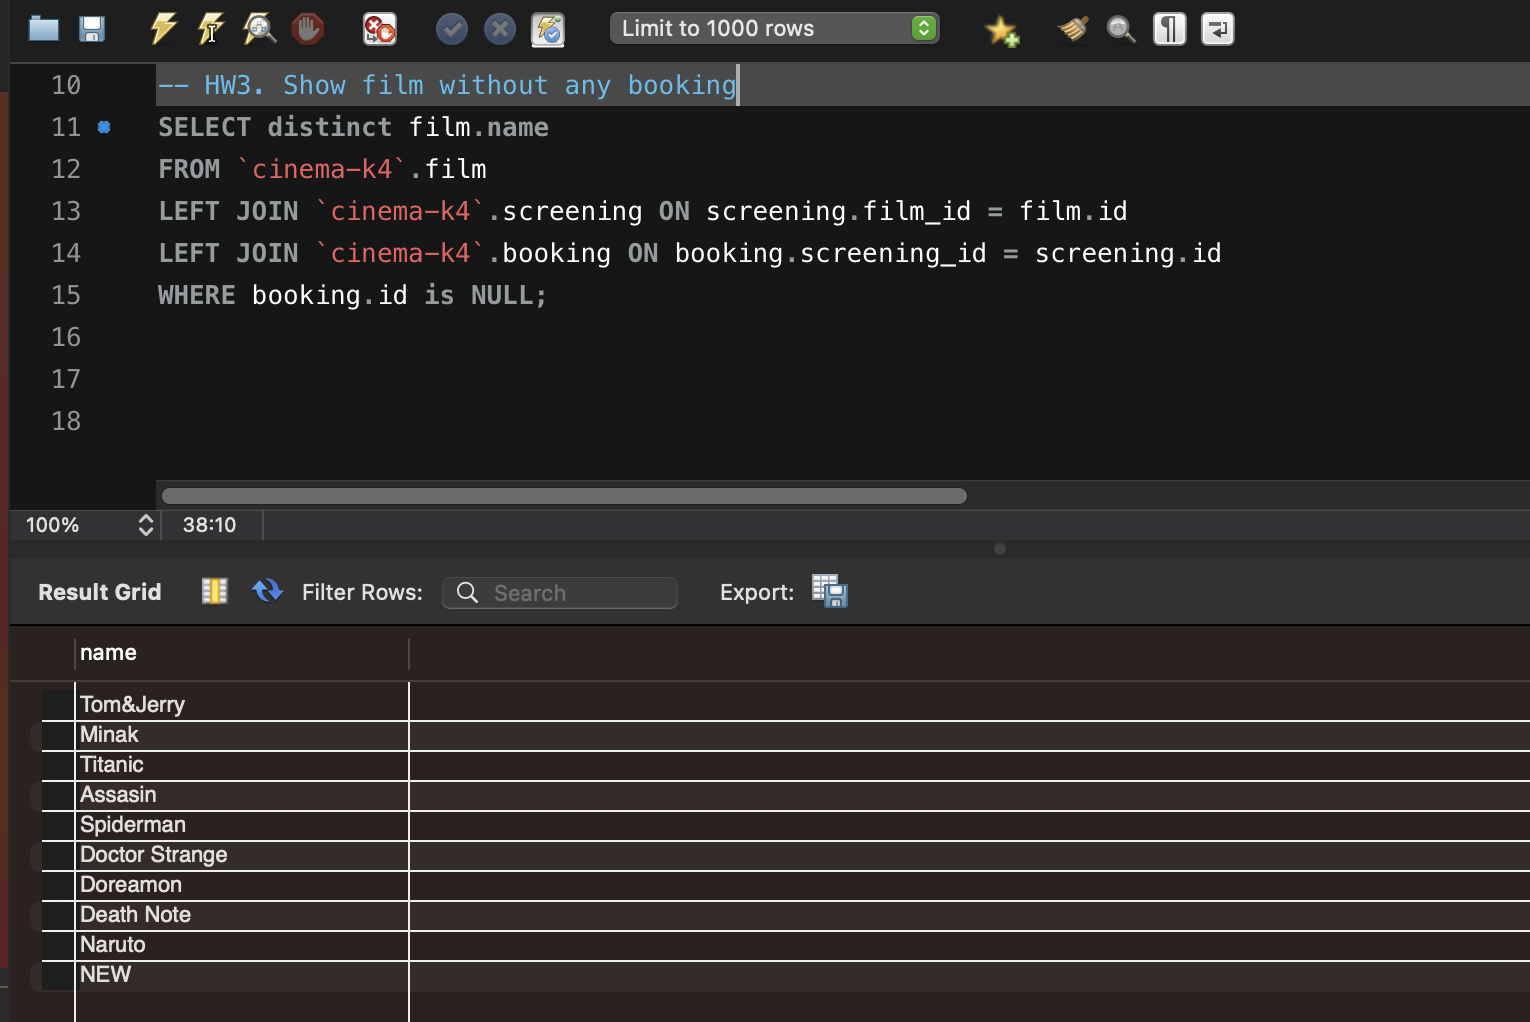 Limit to 1000 rows
10 -- HW3. Show film without any booking
11 SELECT distinct film.name
12 FROM `cinema-k4`.film
13 LEFT JOIN `cinema-k4`.screening ON screening.film_id = film.id
14 LEFT JOIN `cinema-k4`.booking ON booking.screening_id = screening.id
15 WHERE booking.id is NULL;
16
17
18
100% 38:10
Result Grid Filter Rows: Search Export:
name
Tom&Jerry
Minak
Titanic
Assasin
Spiderman
Doctor Strange
Doreamon
Death Note
Naruto
NEW